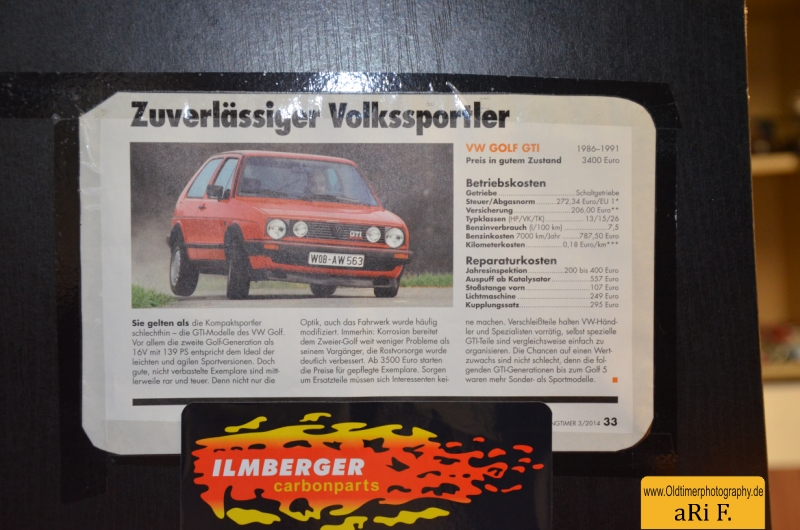 Zuverlässiger Volkssportler
GTI
WOB-AW 563
VW GOLF GTI 1986–1991
Preis in gutem Zustand 3400 Euro
Betriebskosten
Getriebe Schaltgetriebe
Steuer/Abgasnorm 272,34 Euro/EU 1*
Versicherung 206,00 Euro**
Typklassen (HP/VK/TK) 13/15/26
Benzinverbrauch (l/100 km) 7,5
Benzinkosten 7000 km/Jahr 787,50 Euro
Kilometerkosten 0,18 Euro/km***
Reparaturkosten
Jahresinspektion 200 bis 400 Euro
Auspuff ab Katalysator 557 Euro
Stoßstange vorn 107 Euro
Lichtmaschine 249 Euro
Kupplungssatz 295 Euro
Sie gelten als die Kompaktsportler
schlechthin – die GTI-Modelle des VW Golf.
Vor allem die zweite Golf-Generation als
16V mit 139 PS entspricht dem Ideal der
leichten und agilen Sportversionen. Doch
gute, nicht verbastelte Exemplare sind mit-
lerweile rar und teuer. Denn nicht nur die
Optik, auch das Fahrwerk wurde häufig
modifiziert. Immerhin: Korrosion bereitet
dem Zweier-Golf weit weniger Probleme als
seinem Vorgänger, die Rostvorsorge wurde
deutlich verbessert. Ab 3500 Euro starten
die Preise für gepflegte Exemplare. Sorgen
um Ersatzteile müssen sich Interessenten kei-
ne machen. Verschleißteile halten VW-Händ-
ler und Spezialisten vorrätig, selbst spezielle
GTI-Teile sind vergleichsweise einfach zu
organisieren. Die Chancen auf einen Wert-
zuwachs sind nicht schlecht, denn die fol-
genden GTI-Generationen bis zum Golf 5
waren mehr Sonder- als Sportmodelle.
NGTIMER 3/2014 33
ILMBERGER
carbonparts
www.Oldtimerphotography.de
aRi F.